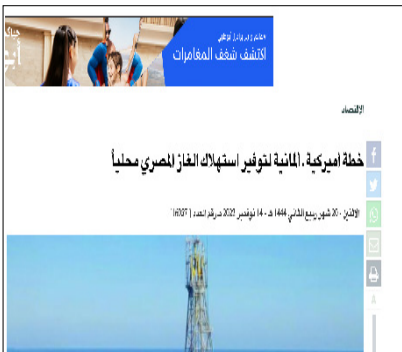 اكتشف شغف المغامرات
الاقتصاد
خطة أميركية ـ ألمانية لتوفير استهلاك الغاز المصري محلياً
الاثنين - 20 شهر ربيع الثاني 1444 هـ - 14 نوفمبر 2022 مـ رقم العدد